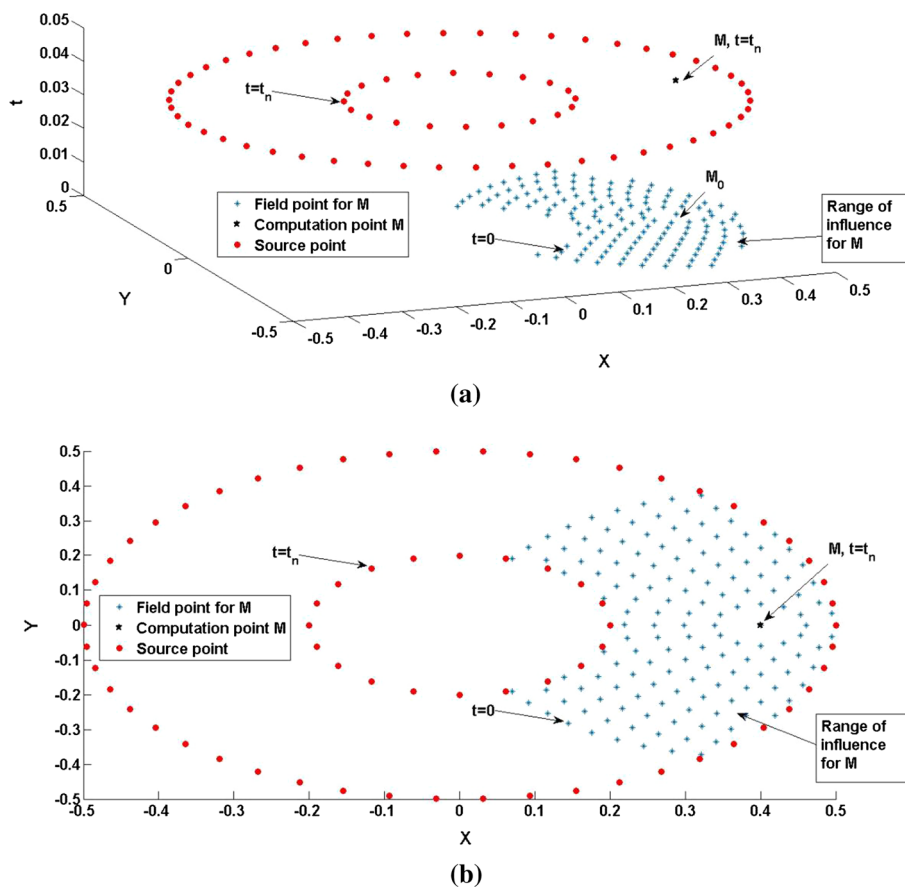 0.05
0.04
0.03
0.02
0.01
0
t
M, t=tn
t=tn
M0
Field point for M
Computation point M
Source point
t=0
Range of
influence
for M
0.5
0
-0.5
Y
-0.5 -0.4 -0.3 -0.2 -0.1 0 0.1 0.2 0.3 0.4 0.5
X
(a)
0.5
0.4
0.3
0.2
0.1
0
-0.1
-0.2
-0.3
-0.4
-0.5
Y
t=tn
M, t=tn
Field point for M
Computation point M
Source point
t=0
Range of
influence
for M
-0.5 -0.4 -0.3 -0.2 -0.1 0 0.1 0.2 0.3 0.4 0.5
X
(b)